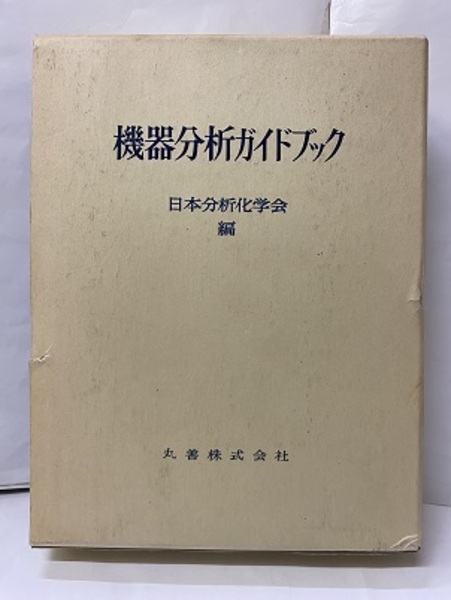 機器分析ガイドブック
日本分析化学会
編
丸善株式会社